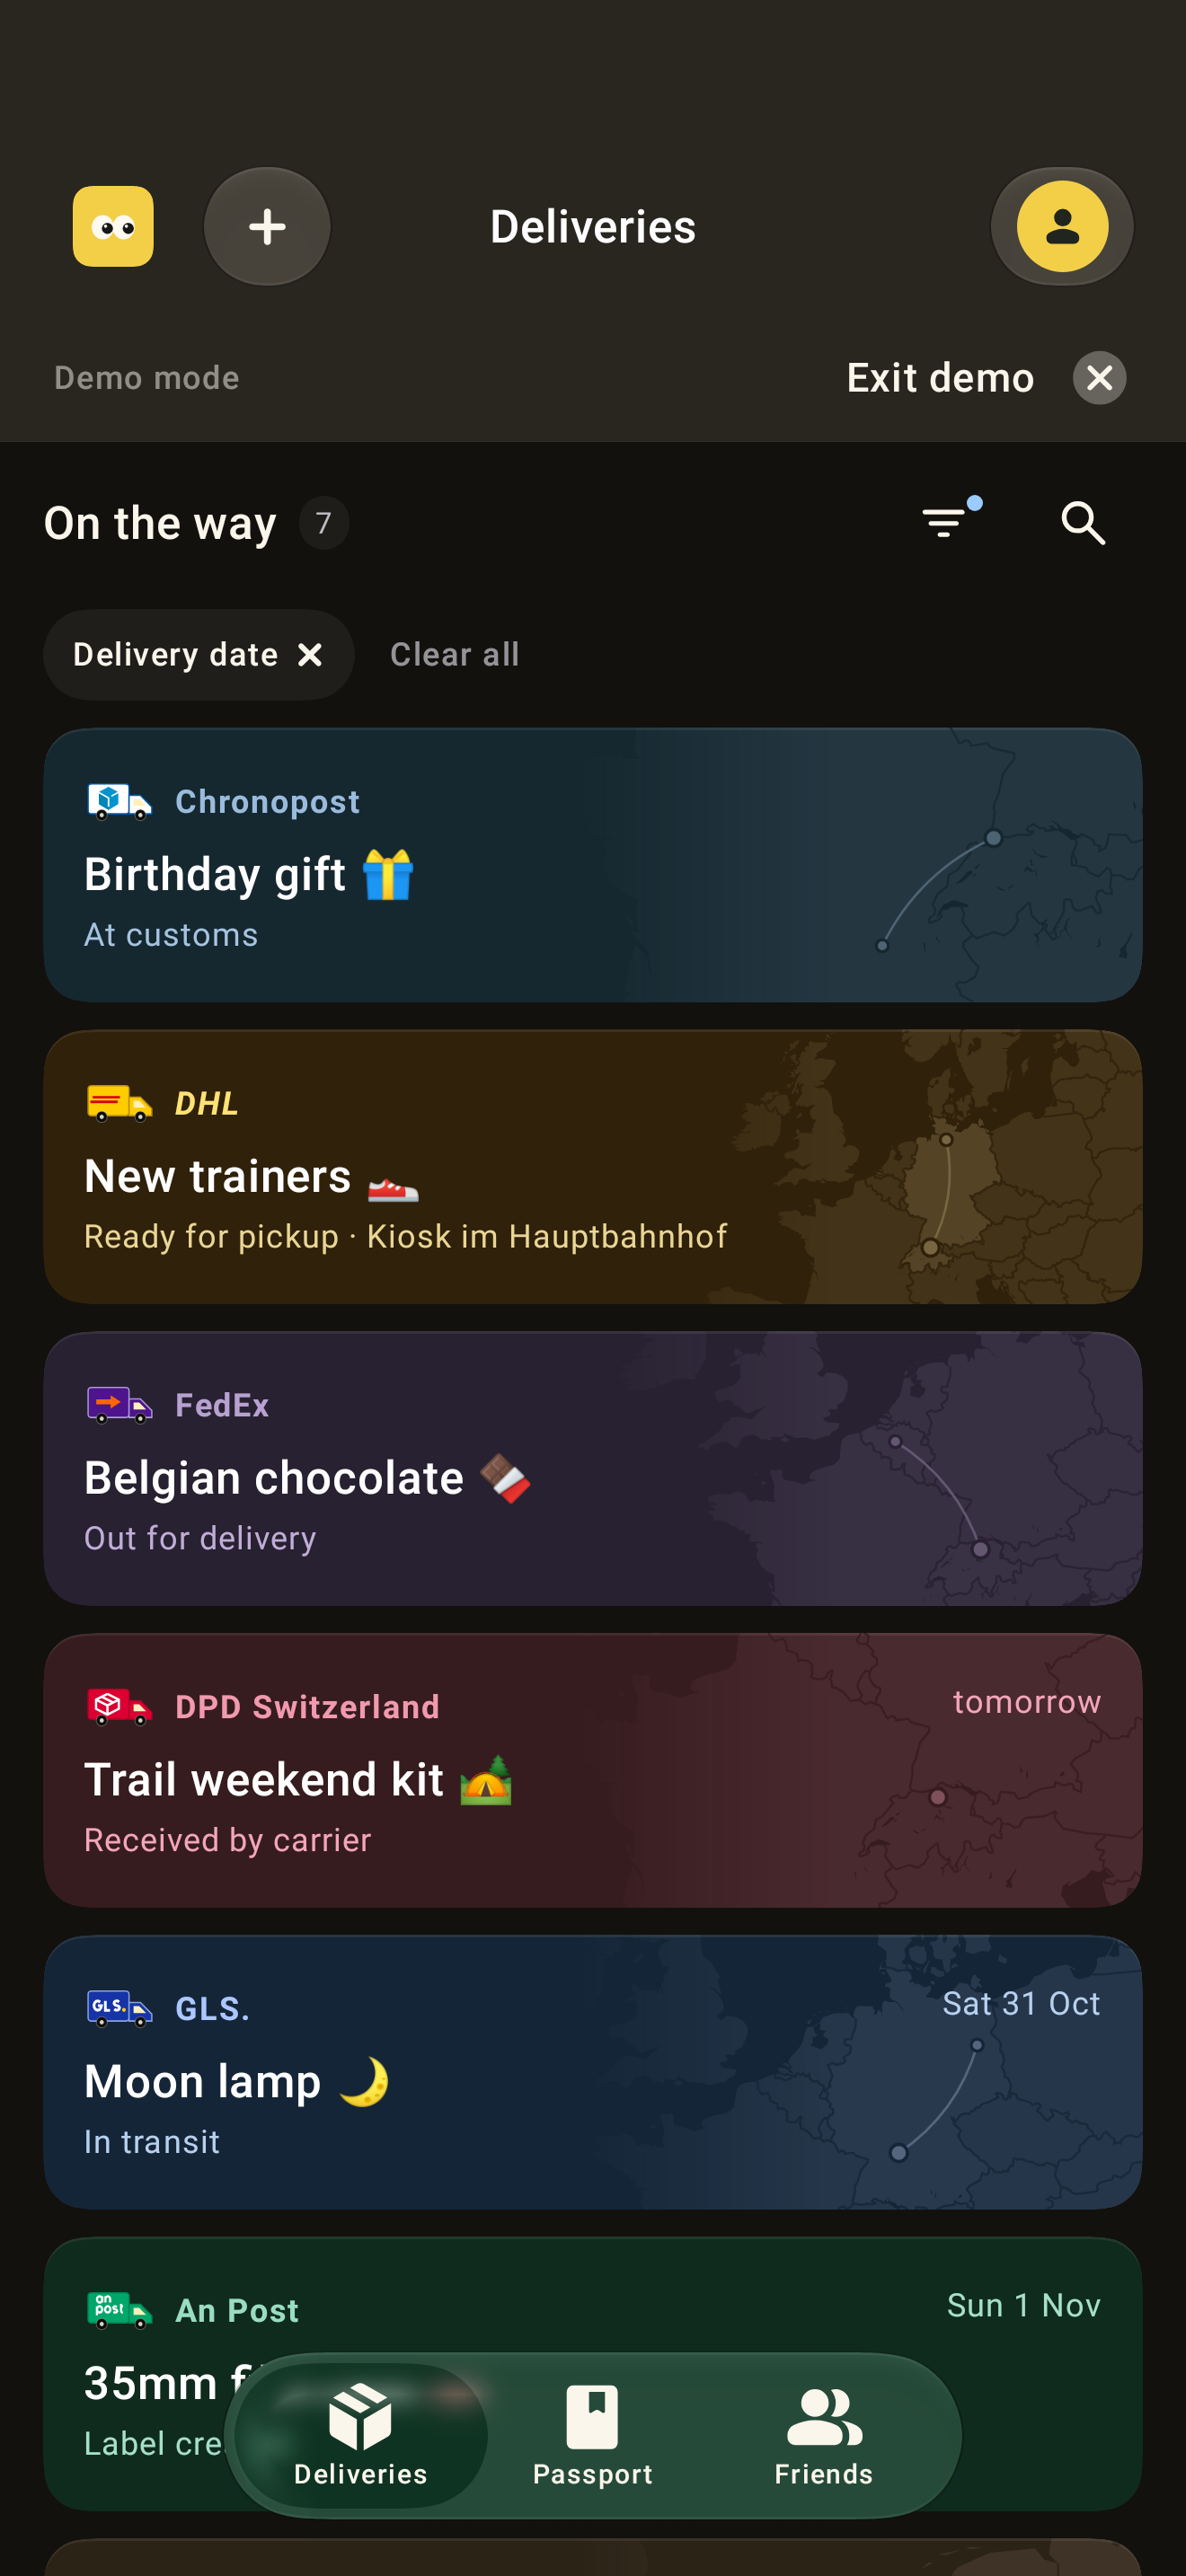 Deliveries
Demo mode
Exit demo
On the way 7
Delivery date
Clear all
Chronopost
Birthday gift 🎁
At customs
DHL
New trainers 👟
Ready for pickup · Kiosk im Hauptbahnhof
FedEx
Belgian chocolate 🍫
Out for delivery
DPD Switzerland
tomorrow
Trail weekend kit 🏕️
Received by carrier
GLS.
GLS.
Sat 31 Oct
Moon lamp 🌙
In transit
an post
An Post
Sun 1 Nov
35mm
Label
Deliveries
Passport
Friends